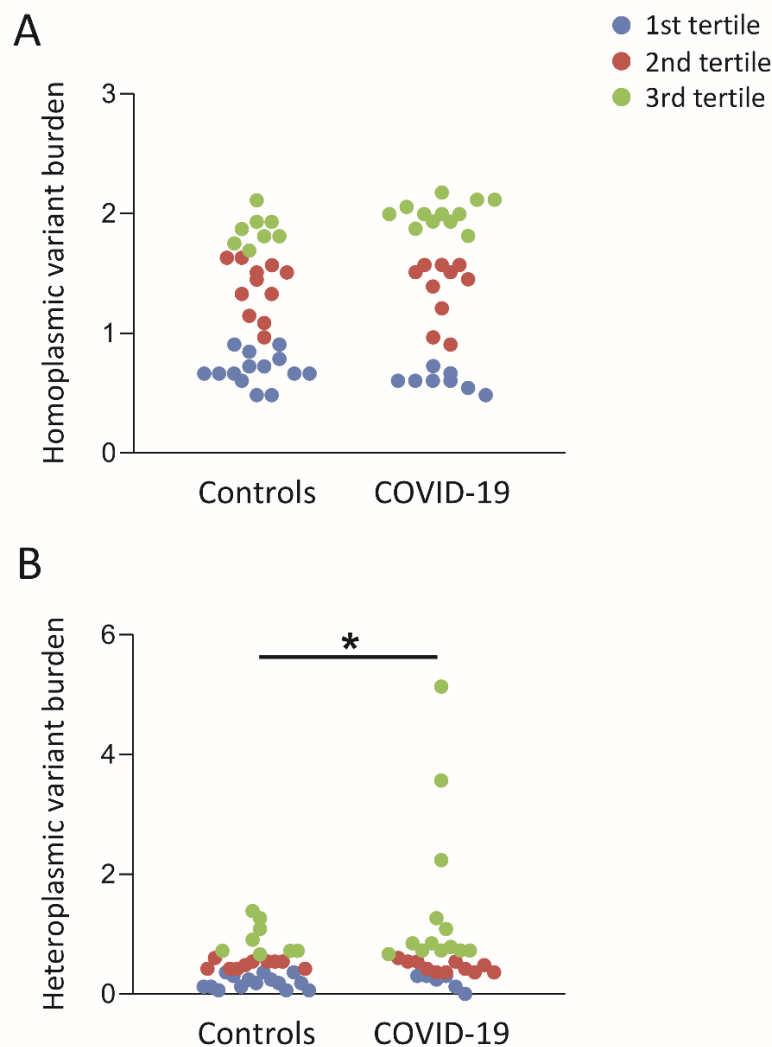 A
1st tertile
2nd tertile
3rd tertile
Homoplasmic variant burden
3
2
1
0
Controls COVID-19
B
Heteroplasmic variant burden
6
*
4
2
0
Controls COVID-19